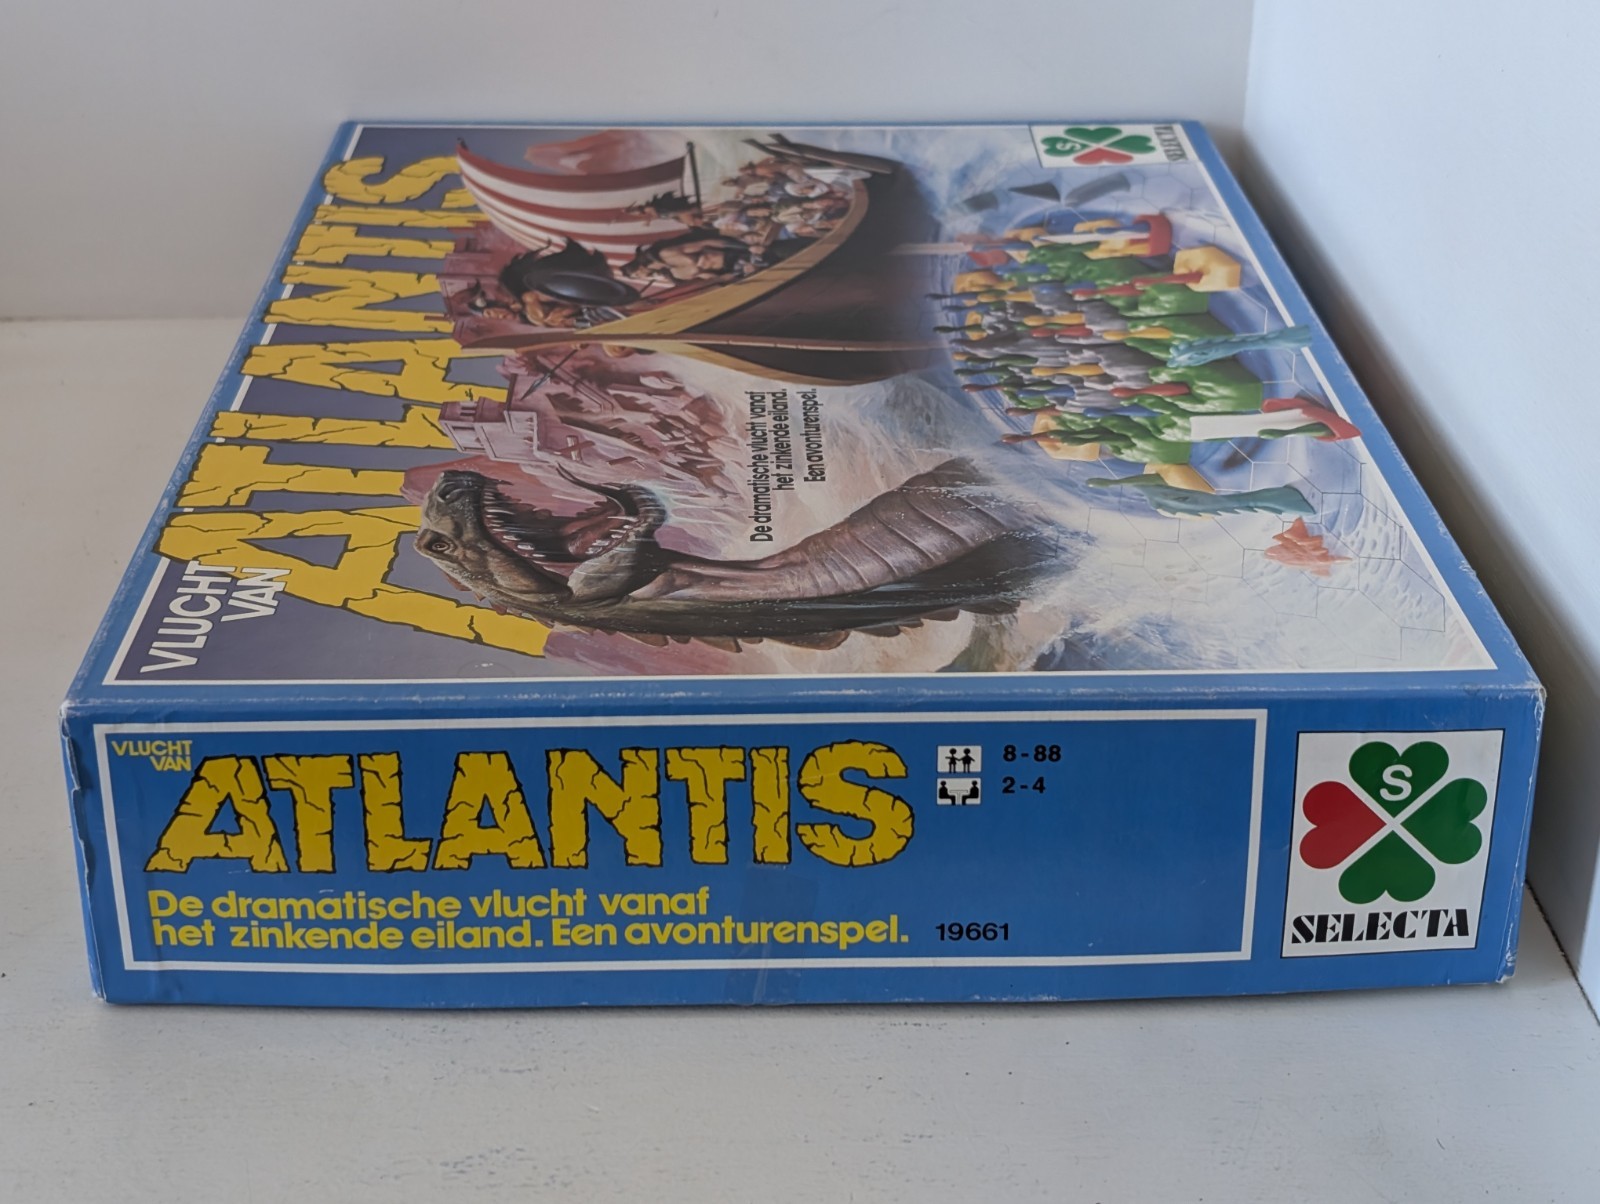 VLUCHT
VAN
ATLANTIS
De dramatische vlucht vanaf
het zinkende eiland.
Een avonturenspel.
S
SELECTA
VLUCHT
VAN
ATLANTIS
8-88
2-4
De dramatische vlucht vanaf
het zinkende eiland. Een avonturenspel.
19661
S
SELECTA